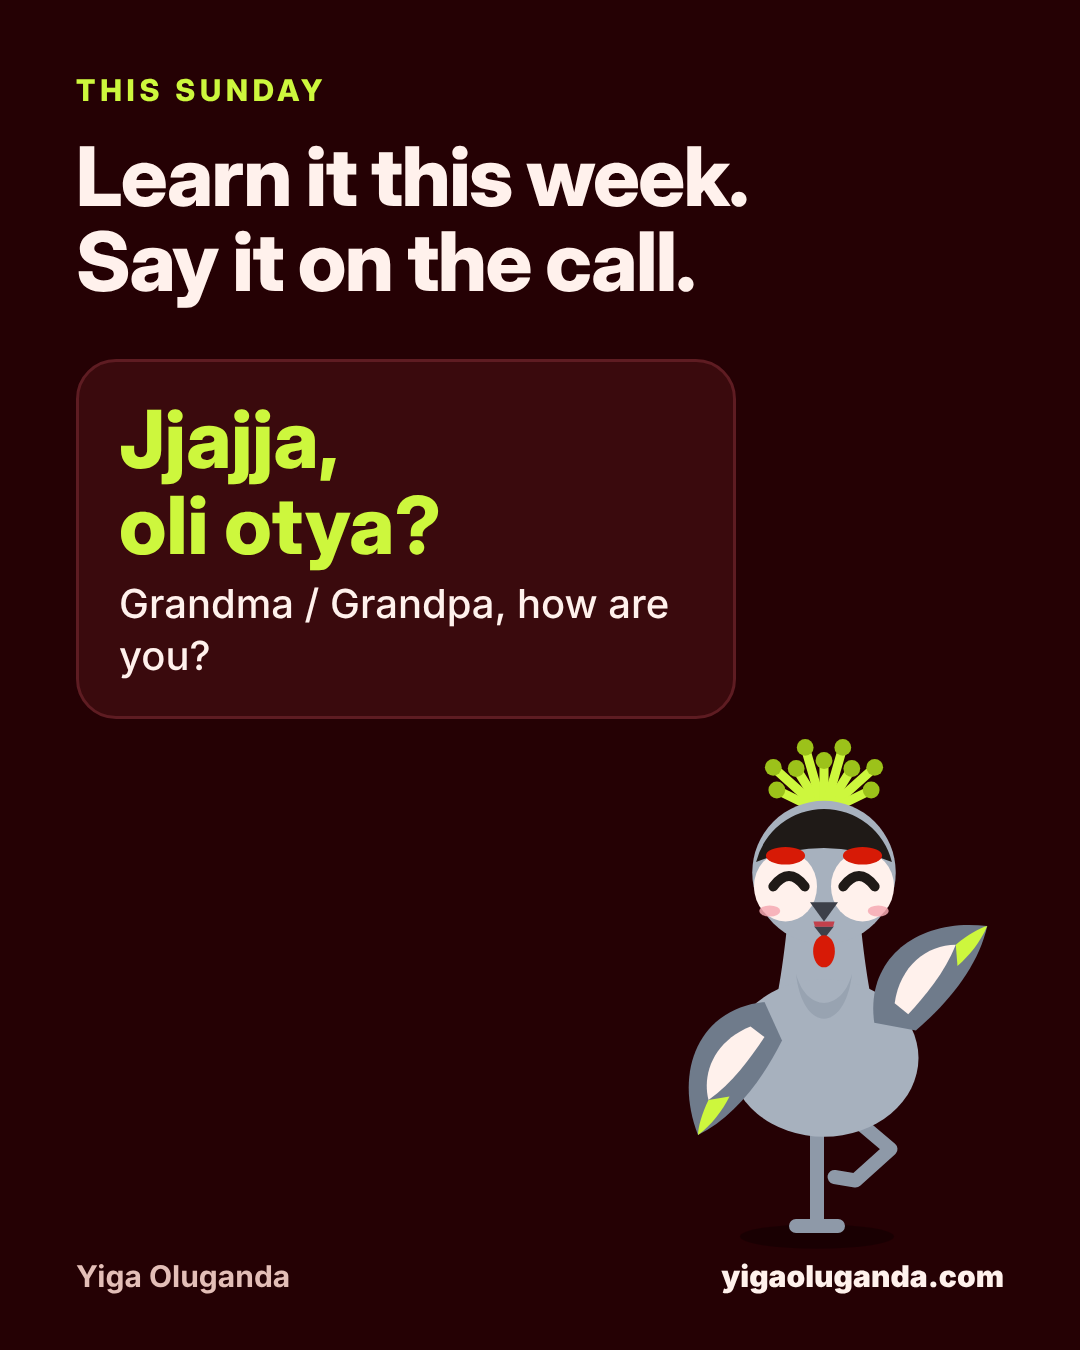 THIS SUNDAY
Learn it this week.
Say it on the call.
Jjajja,
oli otya?
Grandma / Grandpa, how are
you?
Yiga Oluganda
yigaoluganda.com